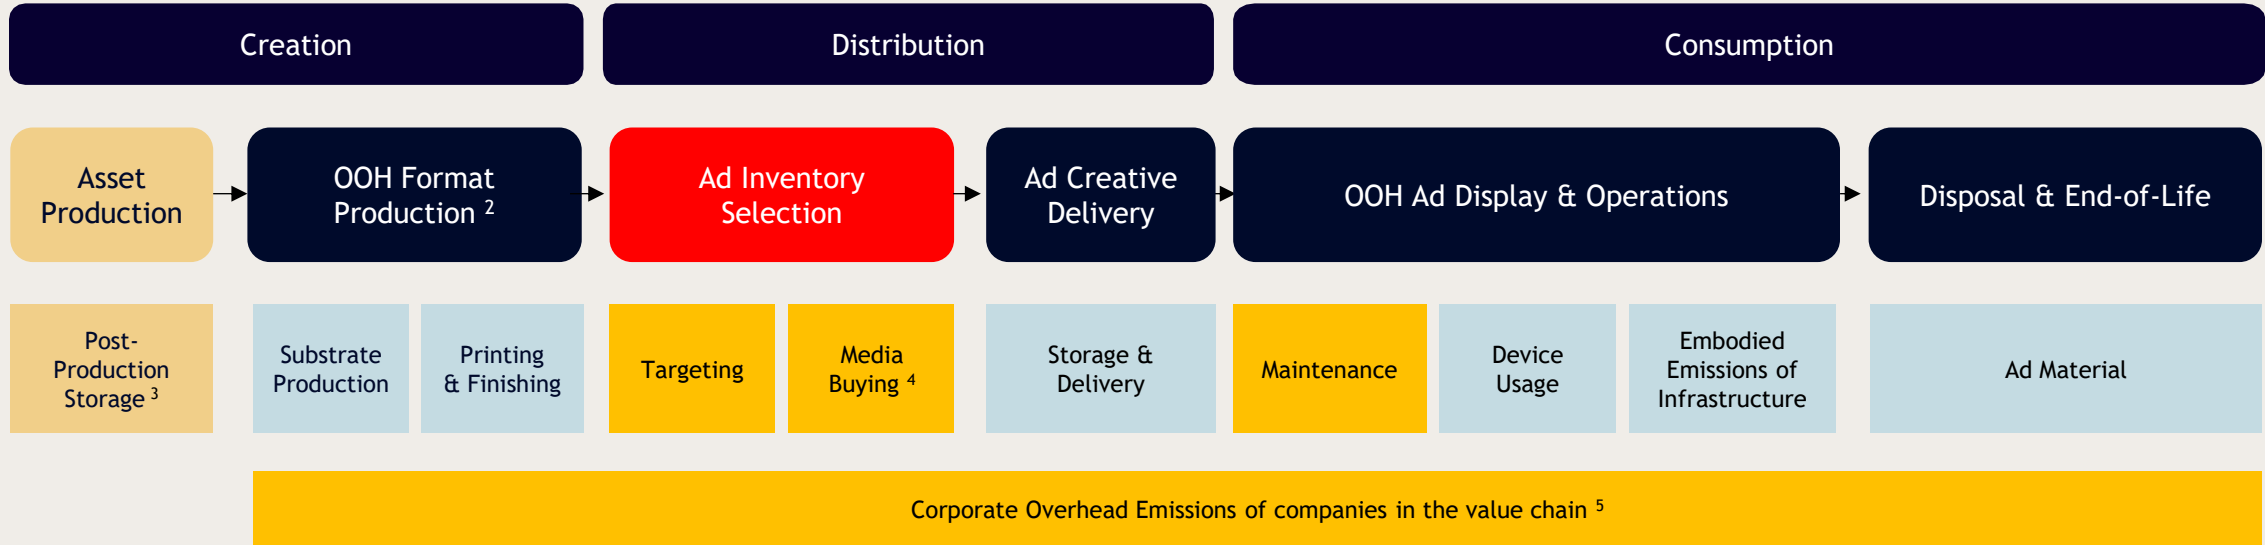 Creation
Distribution
Consumption
Asset
Production
OOH Format
Production ²
Ad Inventory
Selection
Ad Creative
Delivery
OOH Ad Display & Operations
Disposal & End-of-Life
Post-
Production
Storage ³
Substrate
Production
Printing
& Finishing
Targeting
Media
Buying ⁴
Storage &
Delivery
Maintenance
Device
Usage
Embodied
Emissions of
Infrastructure
Ad Material
Corporate Overhead Emissions of companies in the value chain ⁵